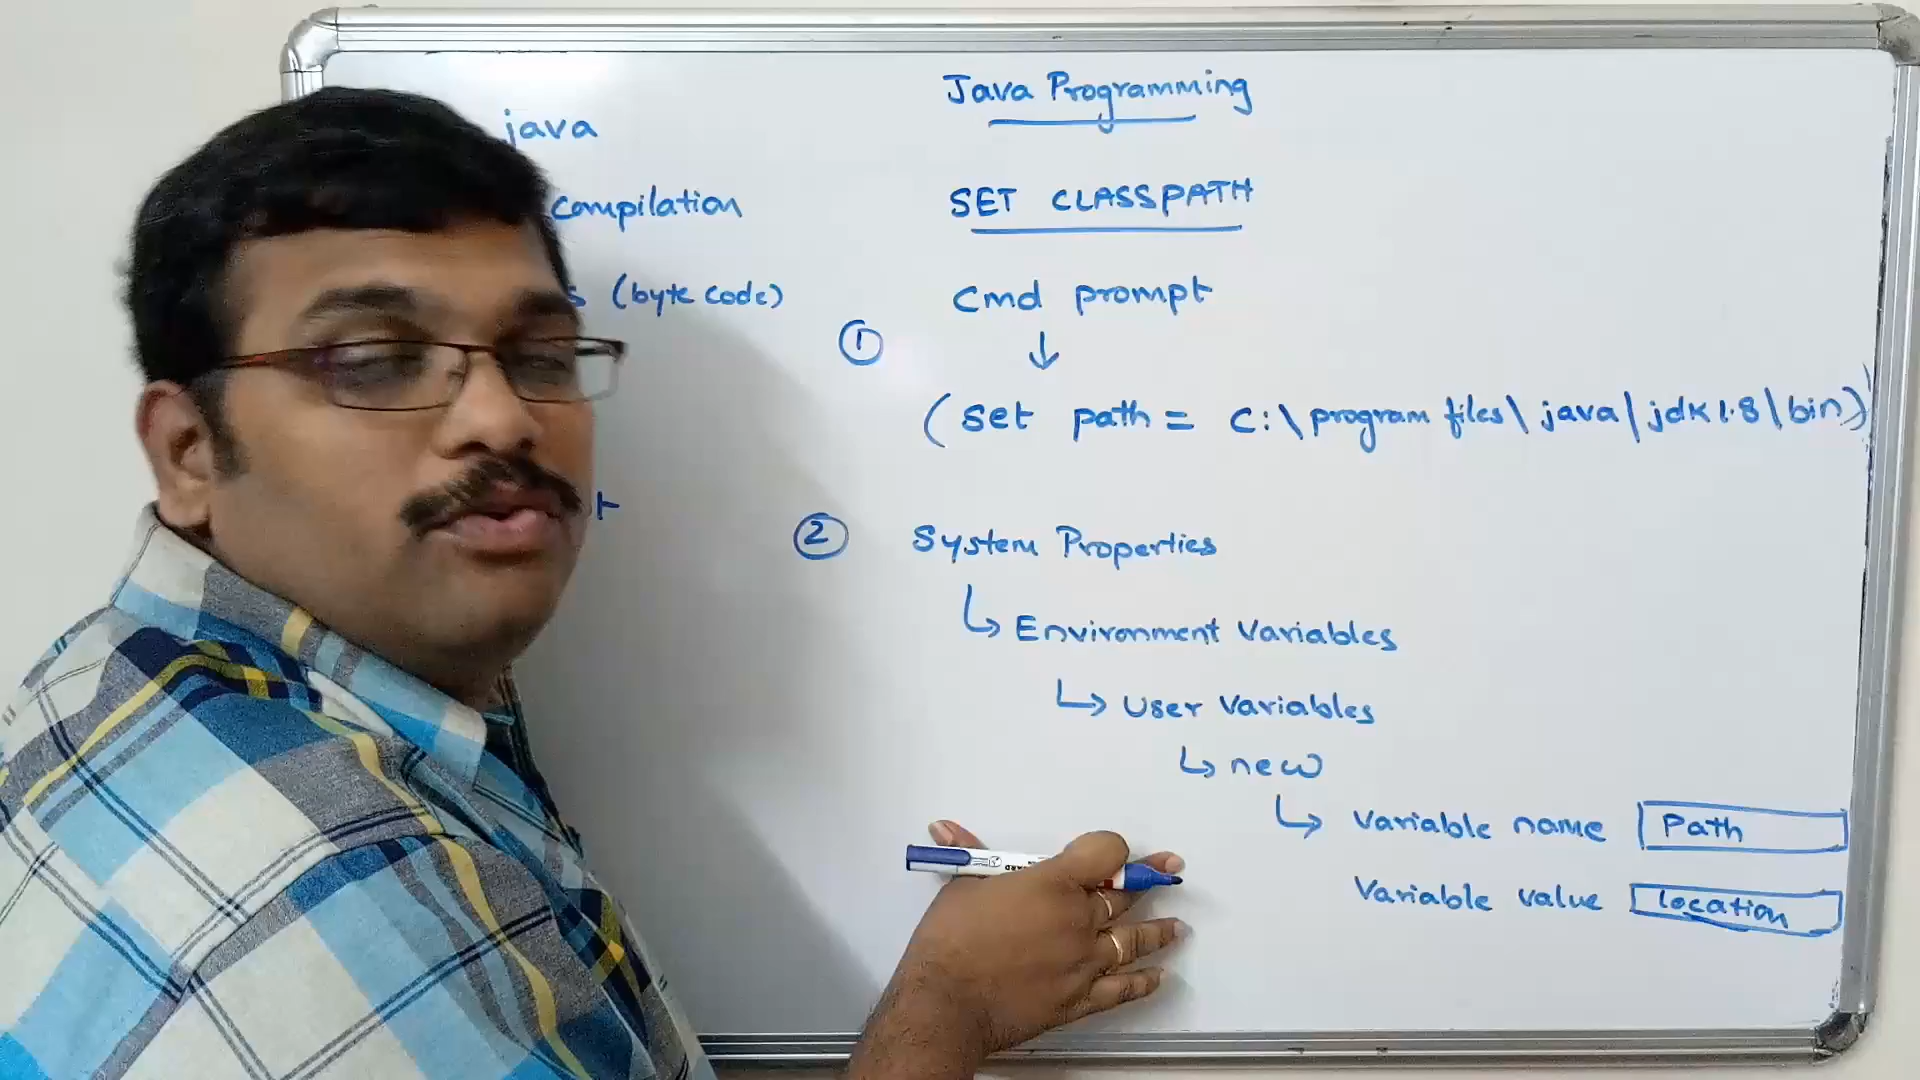 Java Programming
java
SET CLASSPATH
compilation
cmd prompt
(byte code)
①
↓
(set path = C:\program files\java\jdk1.8\bin)
② System Properties
↳ Environment Variables
↳ User Variables
↳ new
↳ Variable name Path
Variable value location